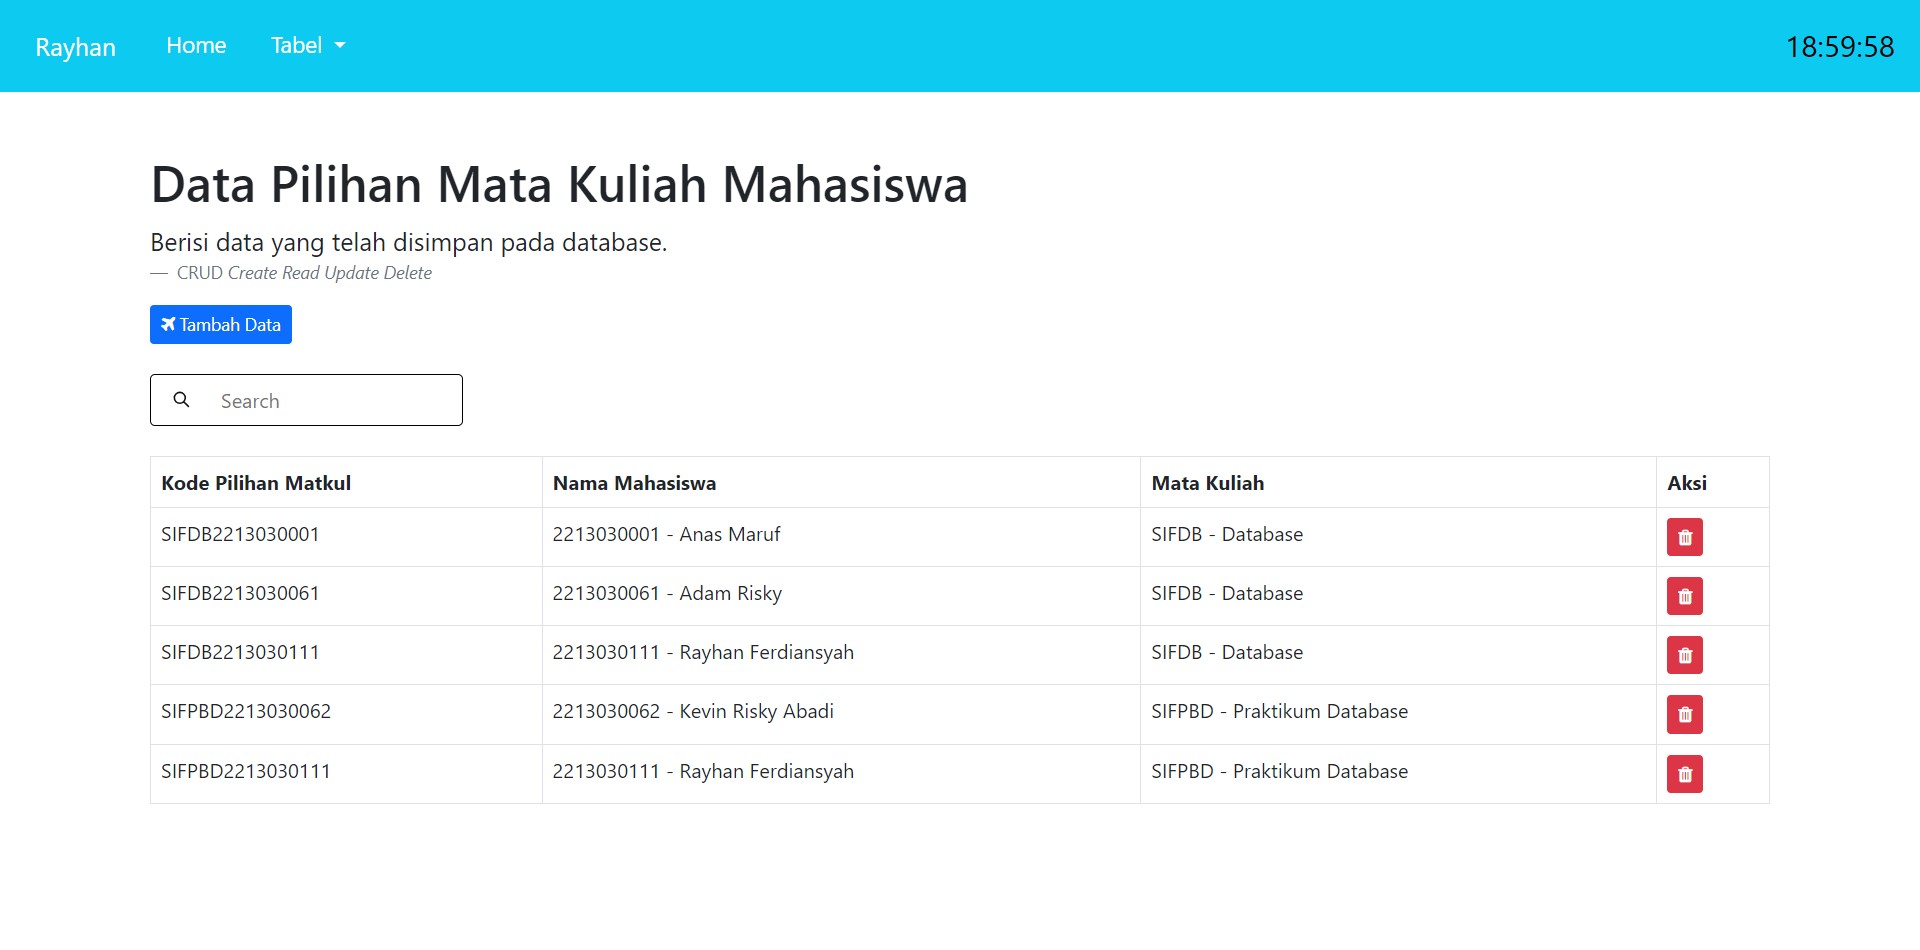 Rayhan Home Tabel 18:59:58
Data Pilihan Mata Kuliah Mahasiswa
Berisi data yang telah disimpan pada database.
— CRUD Create Read Update Delete
Tambah Data
Search
Kode Pilihan Matkul Nama Mahasiswa Mata Kuliah Aksi
SIFDB2213030001 2213030001 - Anas Maruf SIFDB - Database
SIFDB2213030061 2213030061 - Adam Risky SIFDB - Database
SIFDB2213030111 2213030111 - Rayhan Ferdiansyah SIFDB - Database
SIFPBD2213030062 2213030062 - Kevin Risky Abadi SIFPBD - Praktikum Database
SIFPBD2213030111 2213030111 - Rayhan Ferdiansyah SIFPBD - Praktikum Database